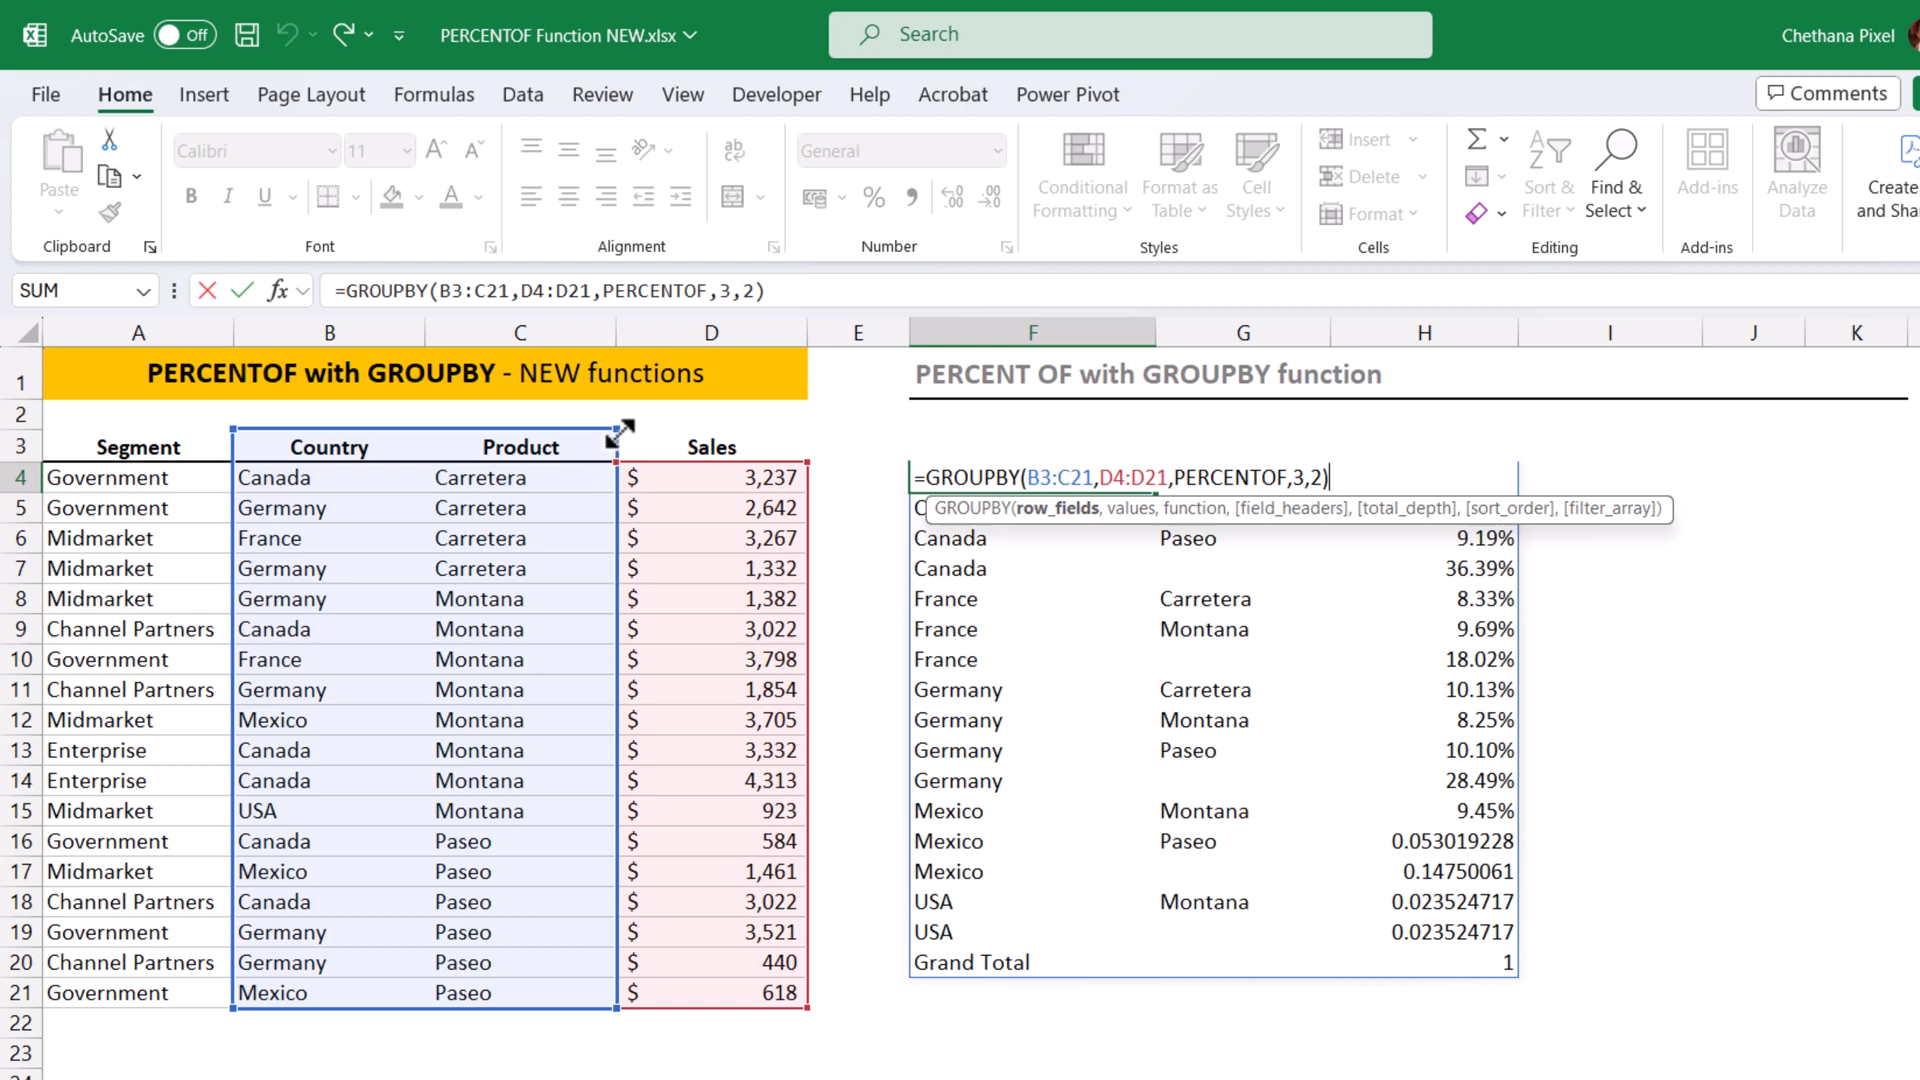 AutoSave Off PERCENTOF Function NEW.xlsx Search Chethana Pixel
File Home Insert Page Layout Formulas Data Review View Developer Help Acrobat Power Pivot Comments
Paste
Clipboard
Calibri 11
B I U A
Font
ab
Alignment
General
% 9
Number
Conditional Formatting
Format as Table
Cell Styles
Styles
Insert
Delete
Format
Cells
Sort & Filter
Find & Select
Editing
Add-ins
Add-ins
Analyze Data
Create and Sha
SUM fx =GROUPBY(B3:C21,D4:D21,PERCENTOF,3,2)
A B C D E F G H I J K
1 PERCENTOF with GROUPBY - NEW functions PERCENT OF with GROUPBY function
2
3 Segment Country Product Sales
4 Government Canada Carretera $ 3,237 =GROUPBY(B3:C21,D4:D21,PERCENTOF,3,2)
5 Government Germany Carretera $ 2,642 C GROUPBY(row_fields, values, function, [field_headers], [total_depth], [sort_order], [filter_array])
6 Midmarket France Carretera $ 3,267 Canada Paseo 9.19%
7 Midmarket Germany Carretera $ 1,332 Canada 36.39%
8 Midmarket Germany Montana $ 1,382 France Carretera 8.33%
9 Channel Partners Canada Montana $ 3,022 France Montana 9.69%
10 Government France Montana $ 3,798 France 18.02%
11 Channel Partners Germany Montana $ 1,854 Germany Carretera 10.13%
12 Midmarket Mexico Montana $ 3,705 Germany Montana 8.25%
13 Enterprise Canada Montana $ 3,332 Germany Paseo 10.10%
14 Enterprise Canada Montana $ 4,313 Germany 28.49%
15 Midmarket USA Montana $ 923 Mexico Montana 9.45%
16 Government Canada Paseo $ 584 Mexico Paseo 0.053019228
17 Midmarket Mexico Paseo $ 1,461 Mexico 0.14750061
18 Channel Partners Canada Paseo $ 3,022 USA Montana 0.023524717
19 Government Germany Paseo $ 3,521 USA 0.023524717
20 Channel Partners Germany Paseo $ 440 Grand Total 1
21 Government Mexico Paseo $ 618
22
23